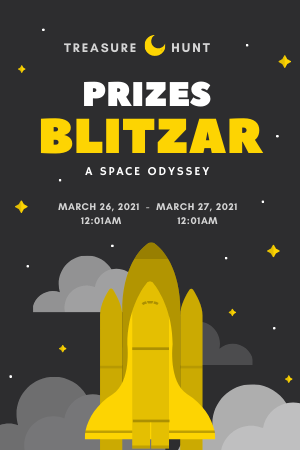 TREASURE HUNT
PRIZES
BLITZAR
A SPACE ODYSSEY
MARCH 26, 2021 - MARCH 27, 2021
12:01AM 12:01AM